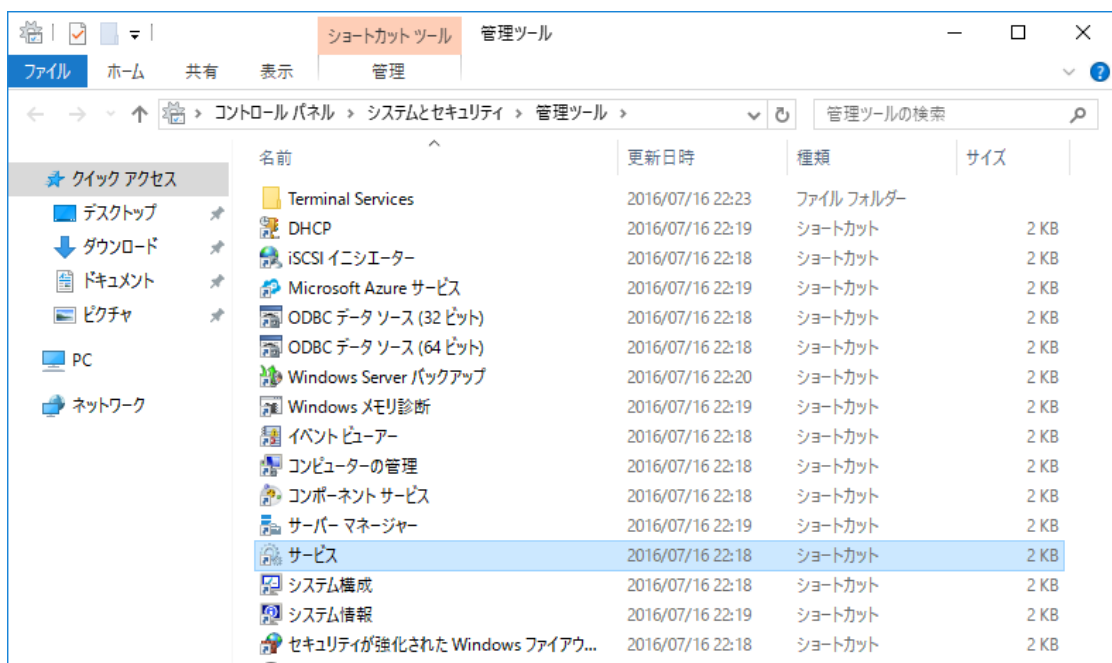 ショートカット ツール 管理ツール
ファイル ホーム 共有 表示 管理
コントロール パネル システムとセキュリティ 管理ツール 管理ツールの検索
名前 更新日時 種類 サイズ
クイック アクセス
デスクトップ
ダウンロード
ドキュメント
ピクチャ
PC
ネットワーク
Terminal Services 2016/07/16 22:23 ファイル フォルダー
DHCP 2016/07/16 22:19 ショートカット 2 KB
iSCSI イニシエーター 2016/07/16 22:18 ショートカット 2 KB
Microsoft Azure サービス 2016/07/16 22:19 ショートカット 2 KB
ODBC データ ソース (32 ビット) 2016/07/16 22:18 ショートカット 2 KB
ODBC データ ソース (64 ビット) 2016/07/16 22:18 ショートカット 2 KB
Windows Server バックアップ 2016/07/16 22:20 ショートカット 2 KB
Windows メモリ診断 2016/07/16 22:19 ショートカット 2 KB
イベント ビューアー 2016/07/16 22:18 ショートカット 2 KB
コンピューターの管理 2016/07/16 22:18 ショートカット 2 KB
コンポーネント サービス 2016/07/16 22:18 ショートカット 2 KB
サーバー マネージャー 2016/07/16 22:19 ショートカット 2 KB
サービス 2016/07/16 22:18 ショートカット 2 KB
システム構成 2016/07/16 22:18 ショートカット 2 KB
システム情報 2016/07/16 22:19 ショートカット 2 KB
セキュリティが強化された Windows ファイアウ... 2016/07/16 22:18 ショートカット 2 KB